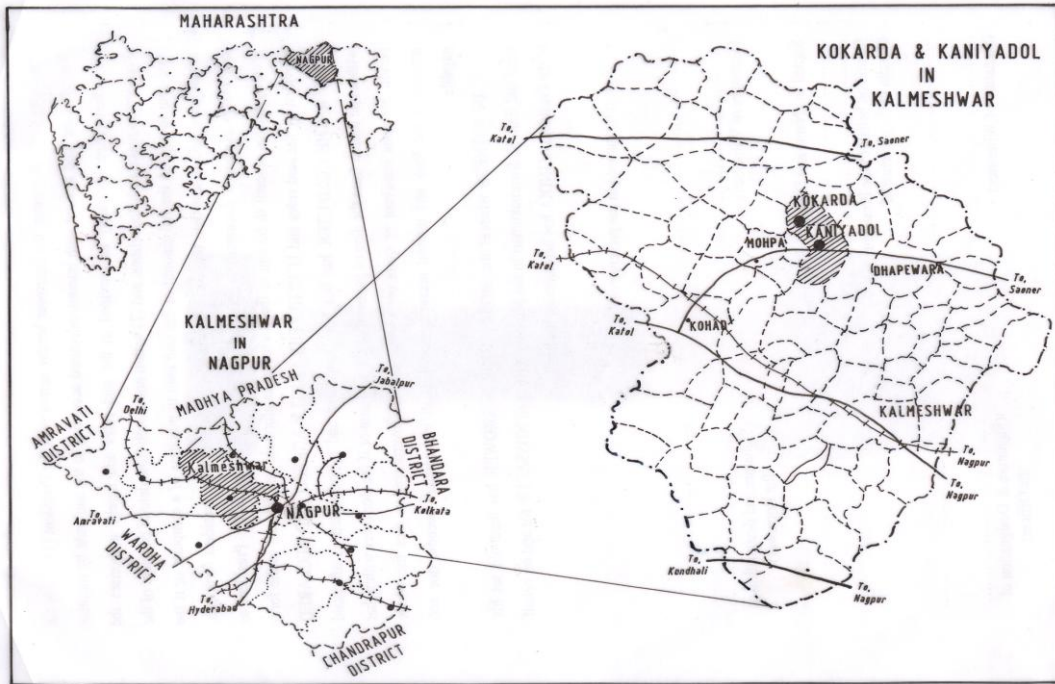 MAHARASHTRA
NAGPUR
KALMESHWAR
IN
NAGPUR
MADHYA PRADESH
To,
Jabalpur
To,
Delhi
AMRAVATI
DISTRICT
Kalmeshwar
BHANDARA
DISTRICT
NAGPUR
To,
Kolkata
To,
Amravati
WARDHA
DISTRICT
To,
Hyderabad
CHANDRAPUR
DISTRICT
KOKARDA & KANIYADOL
IN
KALMESHWAR
To,
Katol
To, Saoner
KOKARDA
KANIYADOL
MOHPA
DHAPEWARA
To,
Katol
To,
Saoner
To,
Katol
KOHAD
KALMESHWAR
To,
Nagpur
To,
Nagpur
To,
Kondhali
To,
Nagpur